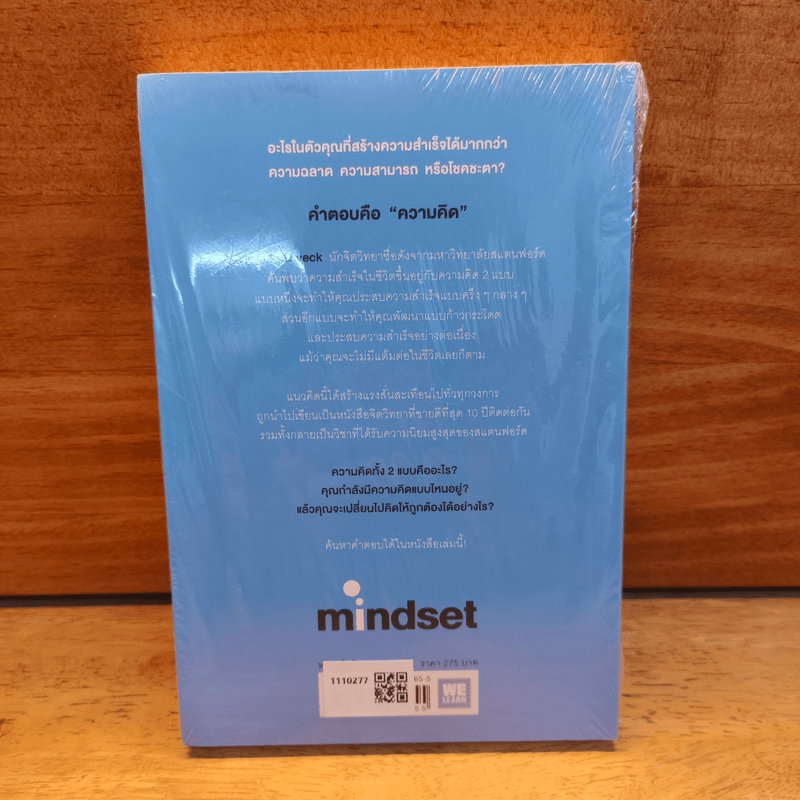 อะไรในตัวคุณที่สร้างความสำเร็จได้มากกว่า
ความฉลาด ความสามารถ หรือโชคชะตา?
คำตอบคือ “ความคิด”
นักจิตวิทยาชื่อดังจากมหาวิทยาลัยสแตนฟอร์ด
ค้นพบว่าความสำเร็จในชีวิตขึ้นอยู่กับความคิด 2 แบบ
แบบหนึ่งจะทำให้คุณประสบความสำเร็จแบบครึ่ง ๆ กลาง ๆ
ส่วนอีกแบบจะทำให้คุณพัฒนาแบบก้าวกระโดด
และประสบความสำเร็จอย่างต่อเนื่อง
แม้ว่าคุณจะไม่มีแต้มต่อในชีวิตเลยก็ตาม
แนวคิดนี้ได้สร้างแรงสั่นสะเทือนไปทั่วทุกวงการ
ถูกนำไปเขียนเป็นหนังสือจิตวิทยาที่ขายดีที่สุด 10 ปีติดต่อกัน
รวมทั้งกลายเป็นวิชาที่ได้รับความนิยมสูงสุดของสแตนฟอร์ด
ความคิดทั้ง 2 แบบคืออะไร?
คุณกำลังมีความคิดแบบไหนอยู่?
แล้วคุณจะเปลี่ยนไปคิดให้ถูกต้องได้อย่างไร?
ค้นหาคำตอบได้ในหนังสือเล่มนี้!
mindset
ราคา 275 บาท
1110277
65-5
WE
LEARN